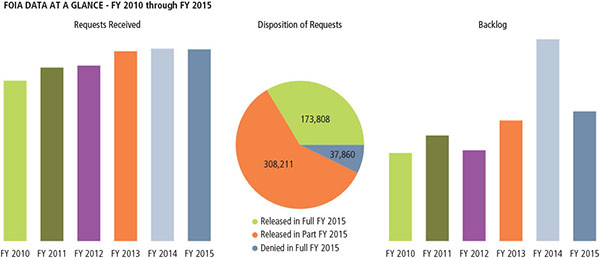 FOIA DATA AT A GLANCE - FY 2010 through FY 2015
Requests Received
FY 2010 FY 2011 FY 2012 FY 2013 FY 2014 FY 2015
Disposition of Requests
173,808
37,860
308,211
Released in Full FY 2015
Released in Part FY 2015
Denied in Full FY 2015
Backlog
FY 2010 FY 2011 FY 2012 FY 2013 FY 2014 FY 2015